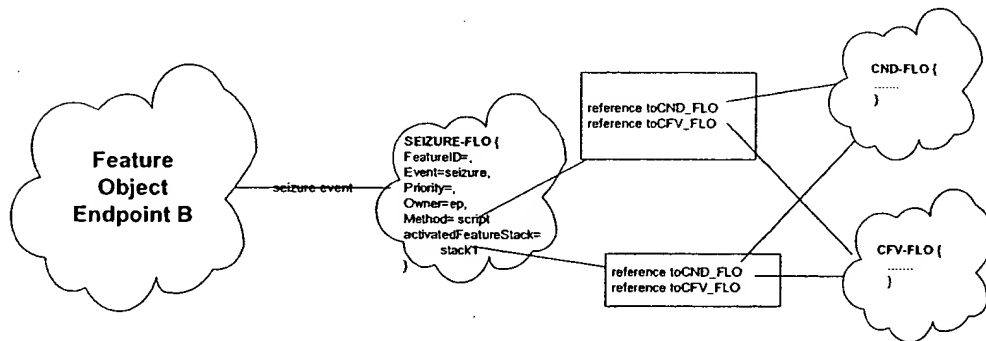 Feature
Object
Endpoint B
seizure event
SEIZURE-FLO {
FeatureID=,
Event=seizure,
Priority=,
Owner=ep,
Method= script
activatedFeatureStack=
stack1
}
reference toCND_FLO
reference toCFV_FLO
reference toCND_FLO
reference toCFV_FLO
CND-FLO {
......
}
CFV-FLO {
........
}